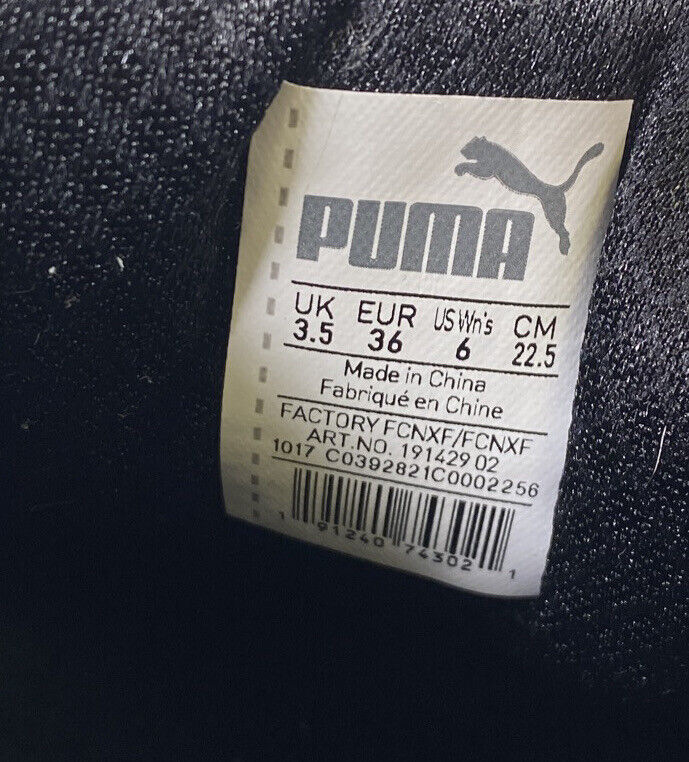 PUMA
UK EUR US Wn's CM
3.5 36 6 22.5
Made in China
Fabriqué en Chine
FACTORY FCNXF/FCNXF
ART.NO. 191429 02
1017 C0392821C0002256
1 91240 74302 1